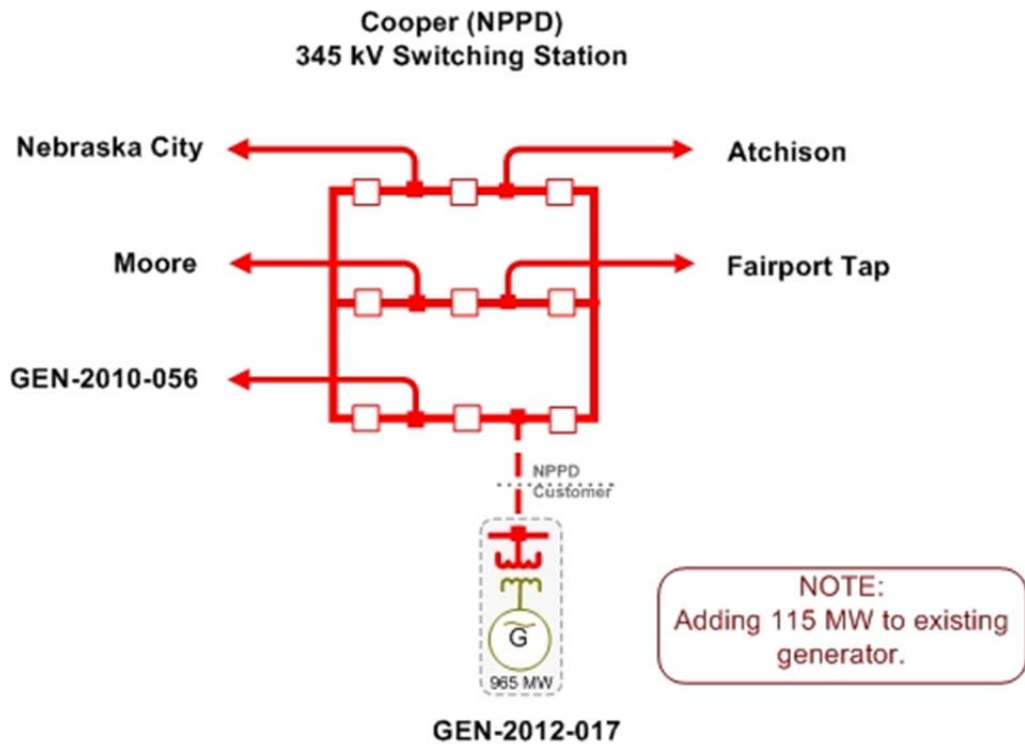 Cooper (NPPD)
345 kV Switching Station
Nebraska City
Atchison
Moore
Fairport Tap
GEN-2010-056
NPPD
Customer
G
965 MW
NOTE:
Adding 115 MW to existing
generator.
GEN-2012-017